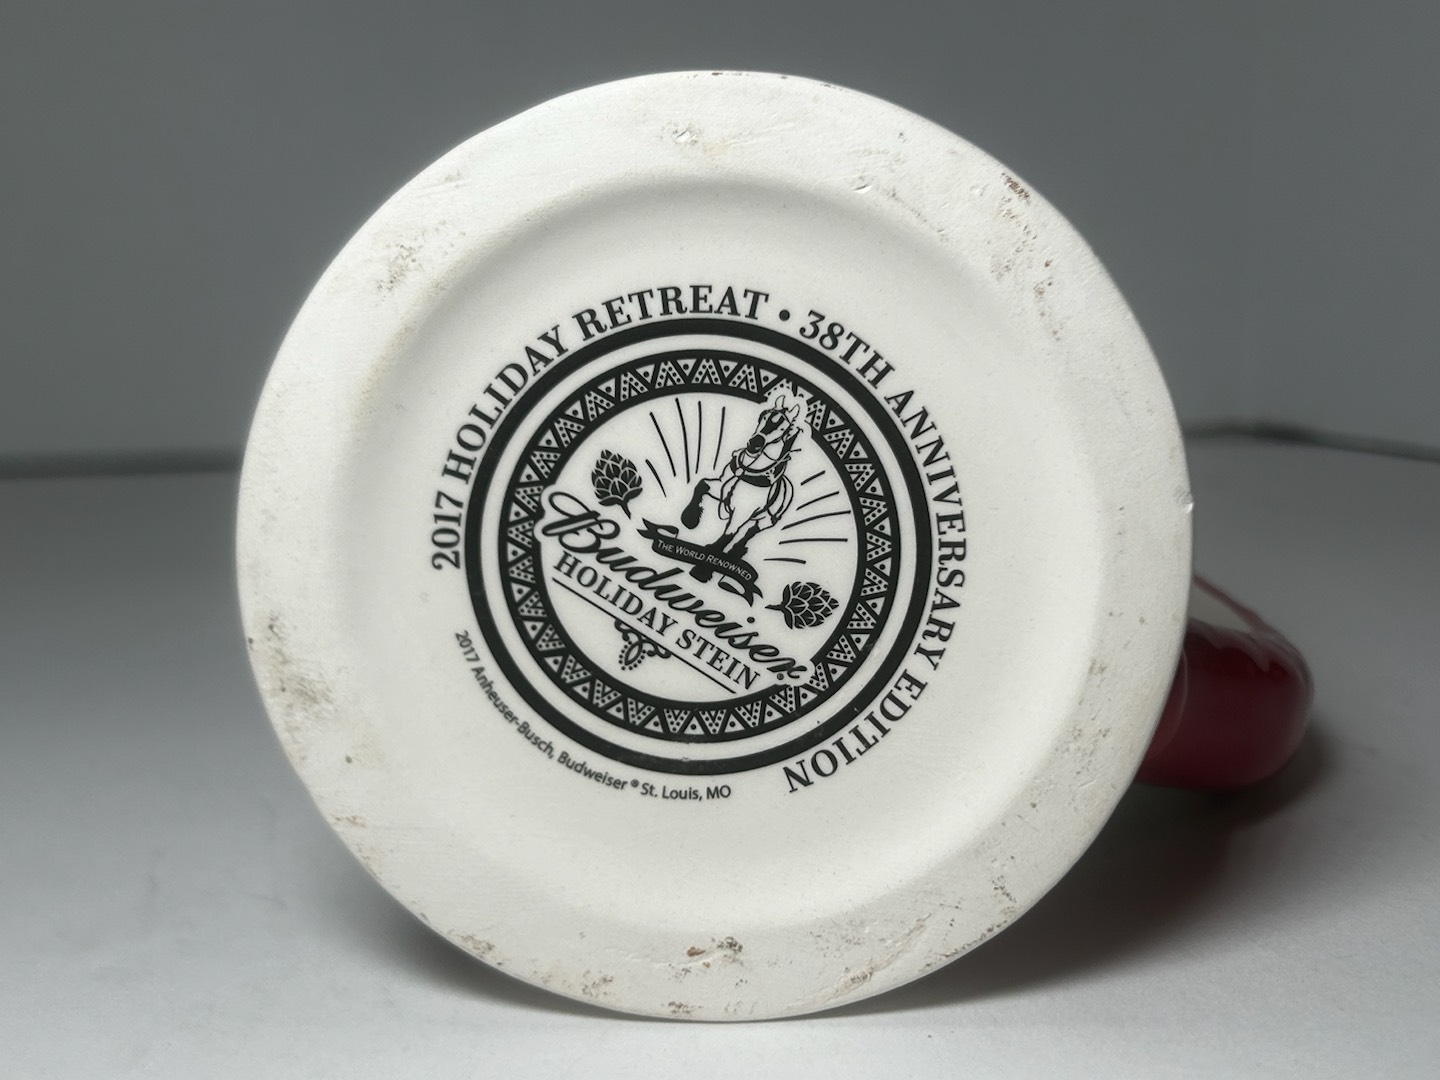 2017 HOLIDAY RETREAT • 38TH ANNIVERSARY EDITION
THE WORLD RENOWNED
Budweiser®
HOLIDAY STEIN
2017 Anheuser-Busch, Budweiser® St. Louis, MO